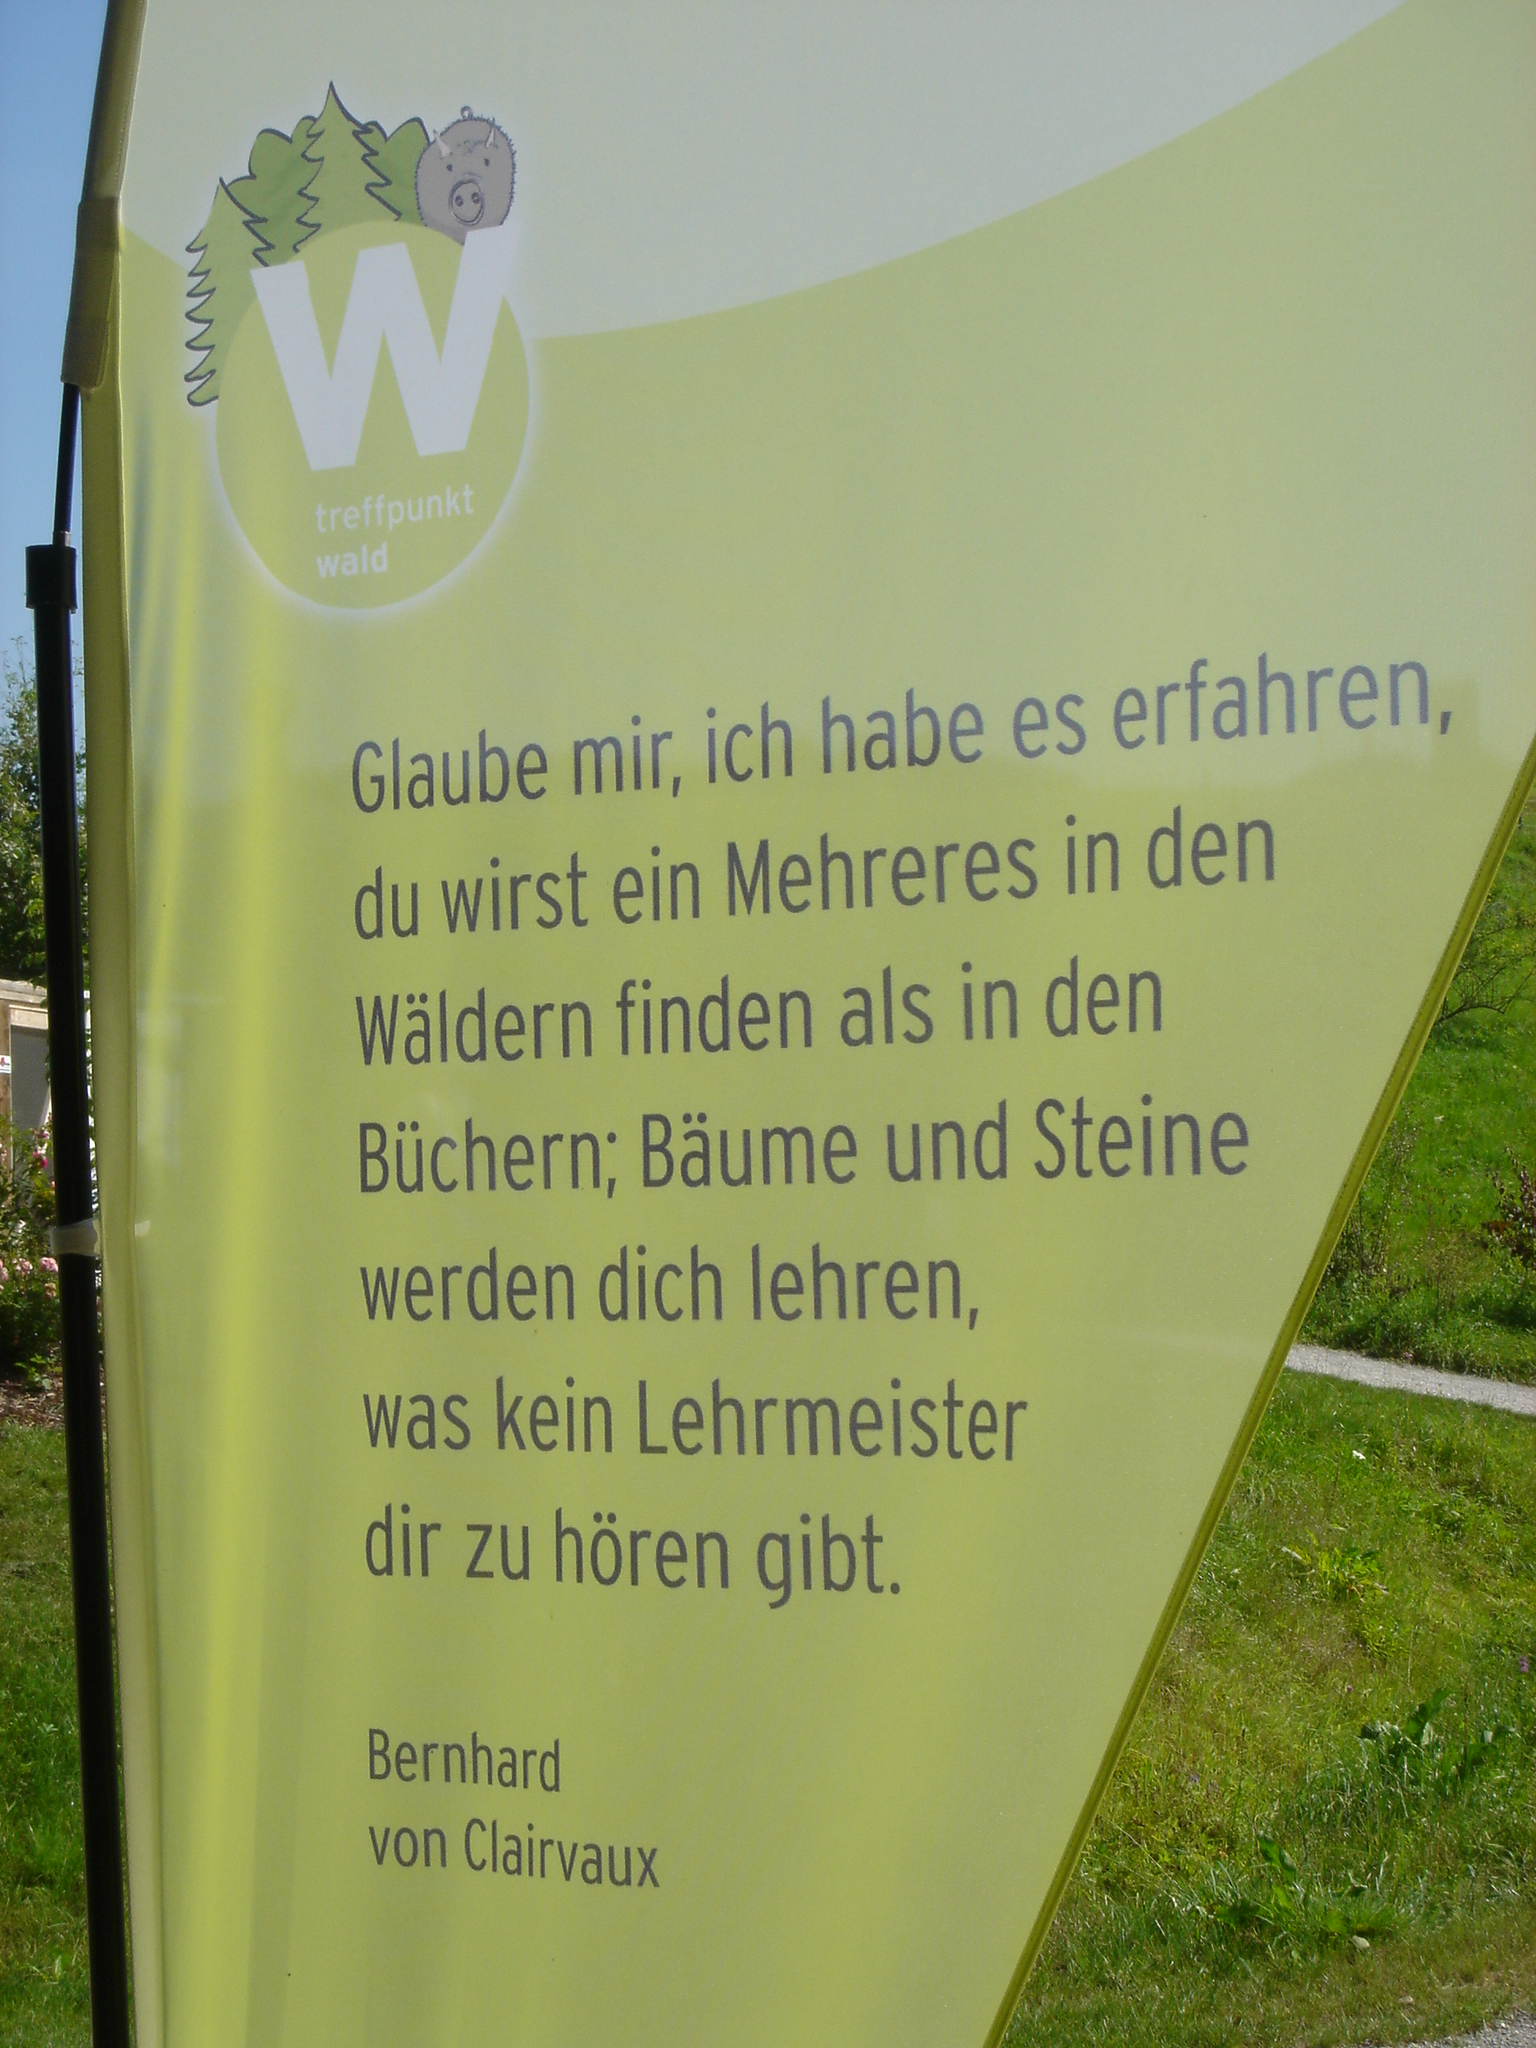 W
treffpunkt
wald
Glaube mir, ich habe es erfahren,
du wirst ein Mehreres in den
Wäldern finden als in den
Büchern; Bäume und Steine
werden dich lehren,
was kein Lehrmeister
dir zu hören gibt.
Bernhard
von Clairvaux